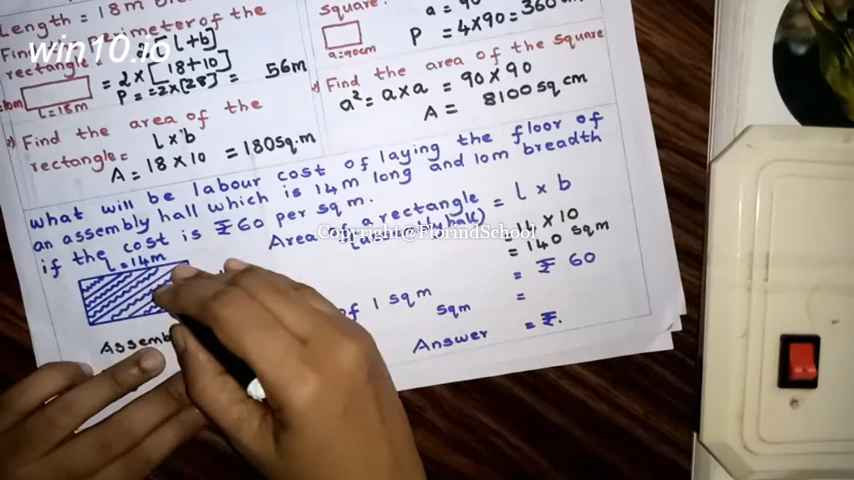 Length = 18m
Find Perimeter of the
rectangle
[l+b]
= 2 x [18+10]
P = = 2 x [28] = 56m
l=18m
Find the area of the
rectangle = l x b
A = 18 x 10 = 180 Sq.m
square.
a = 90
P = 4x90 = 360
a=90cm
Find the area of the square
a² = a x a = 90 x 90
A = 8100 sq cm
what will be labour cost of laying the floor of
an assembly hall which is 14m long and 10m breadth
if the cost is ₹60 per sq m.
Area of a rectangle = l x b
(assembly hall) = 14 x 10
= 140 sqm
l = 14m
of 1 sqm = ₹ 60
sqm =
Answer = ₹.
win10.io
Copyright@FlorindSchool